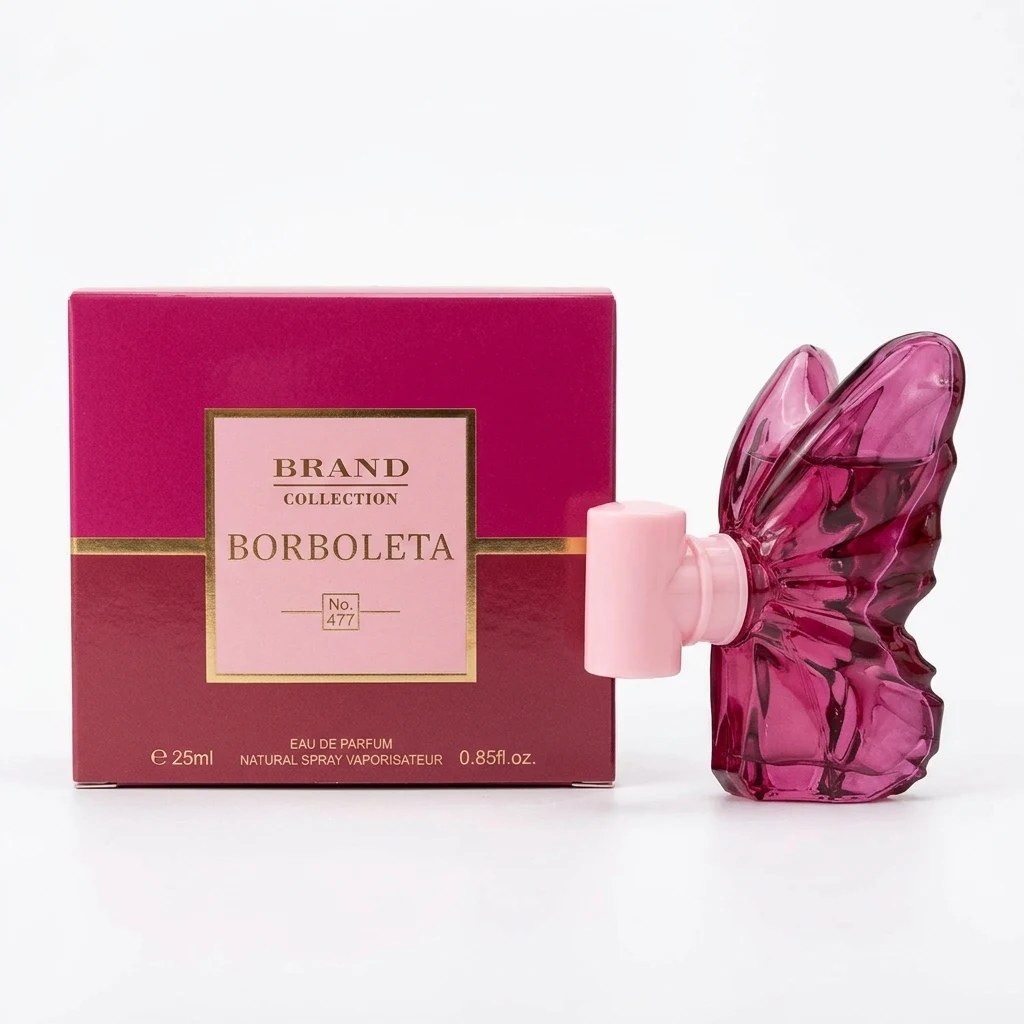 BRAND
COLLECTION
BORBOLETA
No.
477
EAU DE PARFUM
℮ 25ml NATURAL SPRAY VAPORISATEUR 0.85fl.oz.